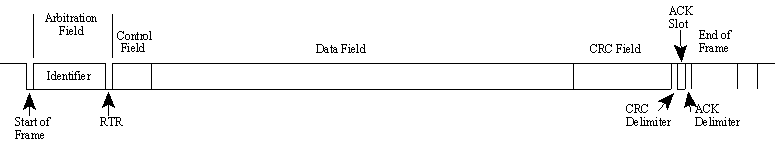 Arbitration
Field
Control
Field
Data Field
CRC Field
ACK
Slot
End of
Frame
Identifier
Start of
Frame
RTR
CRC
Delimiter
ACK
Delimiter